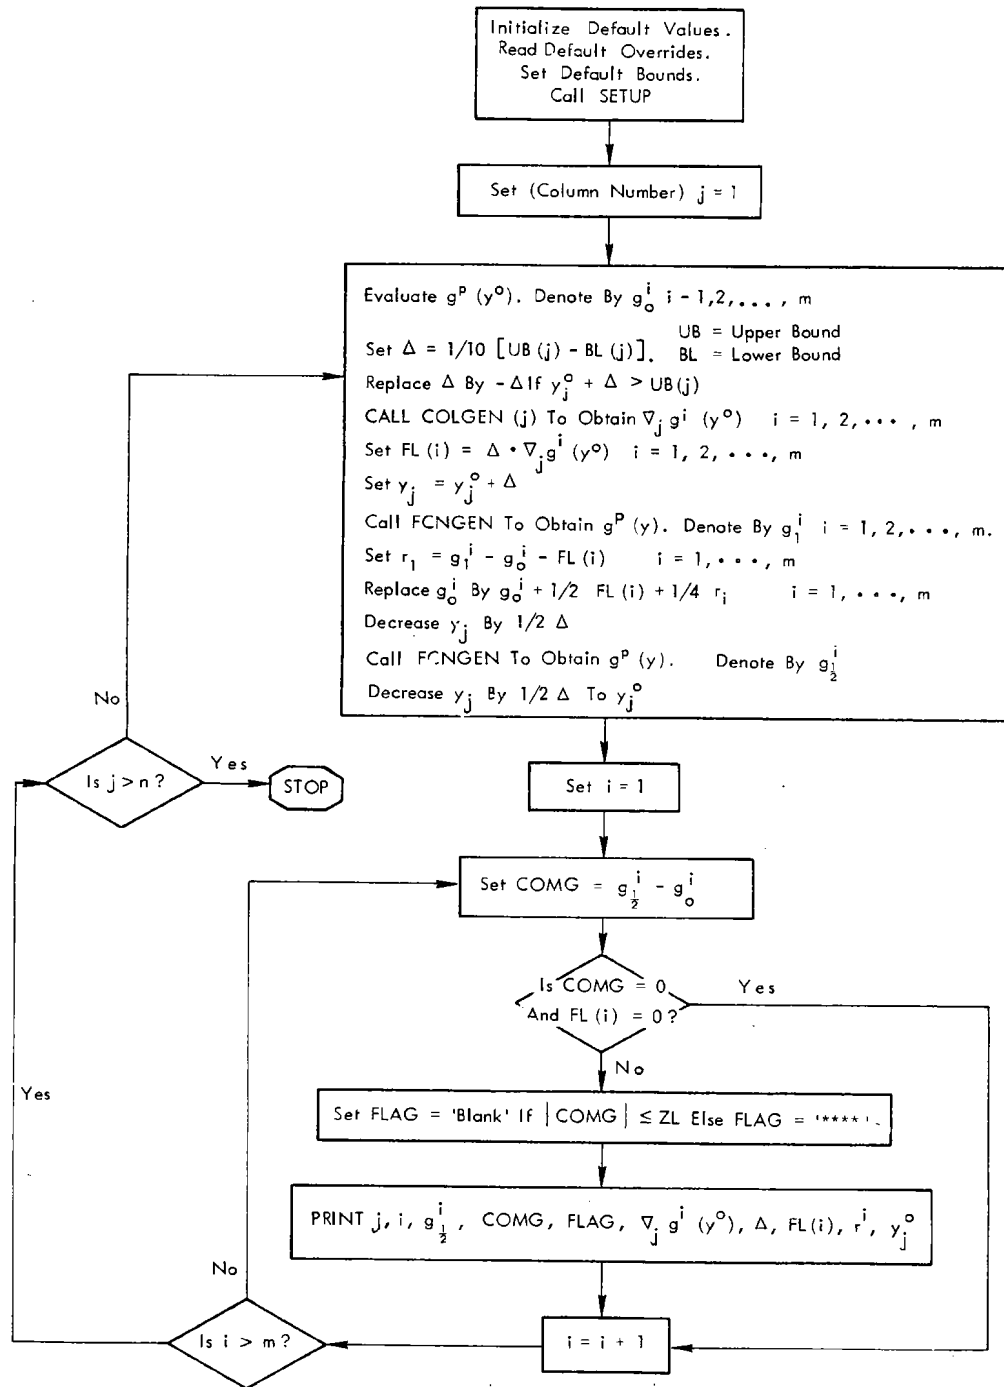 Initialize Default Values.
Read Default Overrides.
Set Default Bounds.
Call SETUP
Set (Column Number) j = 1
Evaluate g^p (y^o). Denote By g_o^i i - 1,2,..., m
UB = Upper Bound
Set Δ = 1/10 [UB (j) - BL (j)]. BL = Lower Bound
Replace Δ By - Δ If y_j^o + Δ > UB(j)
CALL COLGEN (j) To Obtain ∇_j g^i (y^o) i = 1, 2, ..., m
Set FL (i) = Δ · ∇_j g^i (y^o) i = 1, 2, ..., m
Set y_j = y_j^o + Δ
Call FCNGEN To Obtain g^p (y). Denote By g_1^i i = 1, 2, ..., m.
Set r_1 = g_1^i - g_o^i - FL (i) i = 1, ..., m
Replace g_o^i By g_o^i + 1/2 FL (i) + 1/4 r_i i = 1, ..., m
Decrease y_j By 1/2 Δ
Call FCNGEN To Obtain g^p (y). Denote By g_{1/2}^i
Decrease y_j By 1/2 Δ To y_j^o
No
Is j > n ?
Yes
STOP
Set i = 1
Set COMG = g_{1/2}^i - g_o^i
Is COMG = 0
And FL (i) = 0 ?
Yes
No
Yes
Set FLAG = 'Blank' If |COMG| ≤ ZL Else FLAG = '****'.
PRINT j, i, g_{1/2}^i, COMG, FLAG, ∇_j g^i (y^o), Δ, FL(i), r^i, y_j^o
No
Is i > m ?
i = i + 1